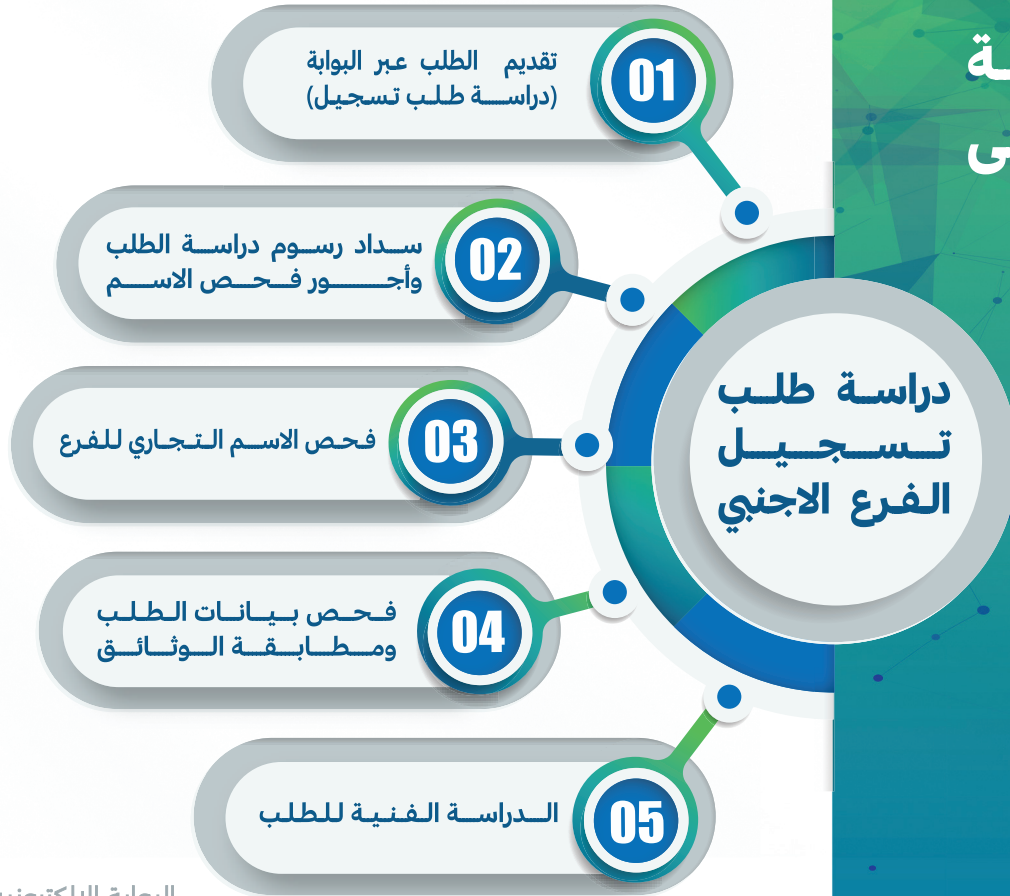 دراسة طلب
تسجيل
الفرع الاجنبي
01
تقديم الطلب عبر البوابة
(دراسة طلب تسجيل)
02
سداد رسوم دراسة الطلب
وأجور فحص الاسم
03
فحص الاسم التجاري للفرع
04
فحص بيانات الطلب
ومطابقة الوثائق
05
الدراسة الفنية للطلب